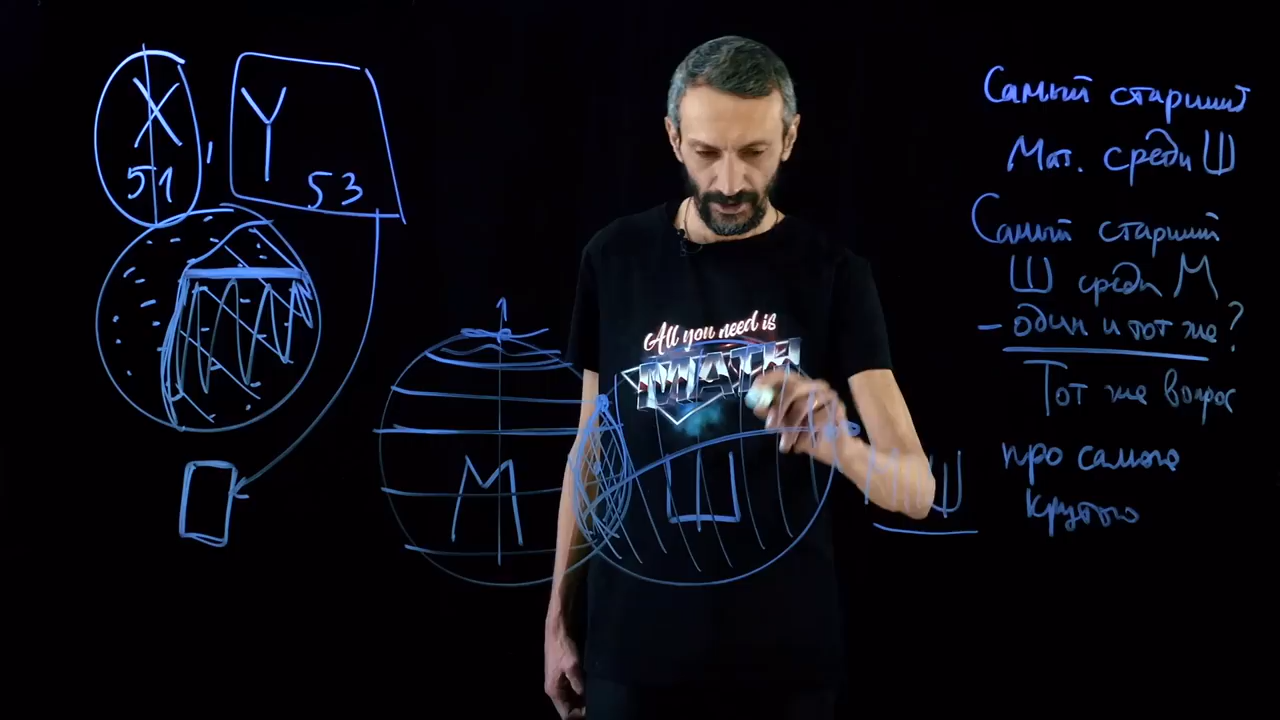 X
51
,
Y
53
М
Ш
М Ш
All you need is
MATH
Самый старший
Мат. среди Ш
Самый старший
Ш среди М
– один и тот же?
Тот же вопрос
про самого
крутого